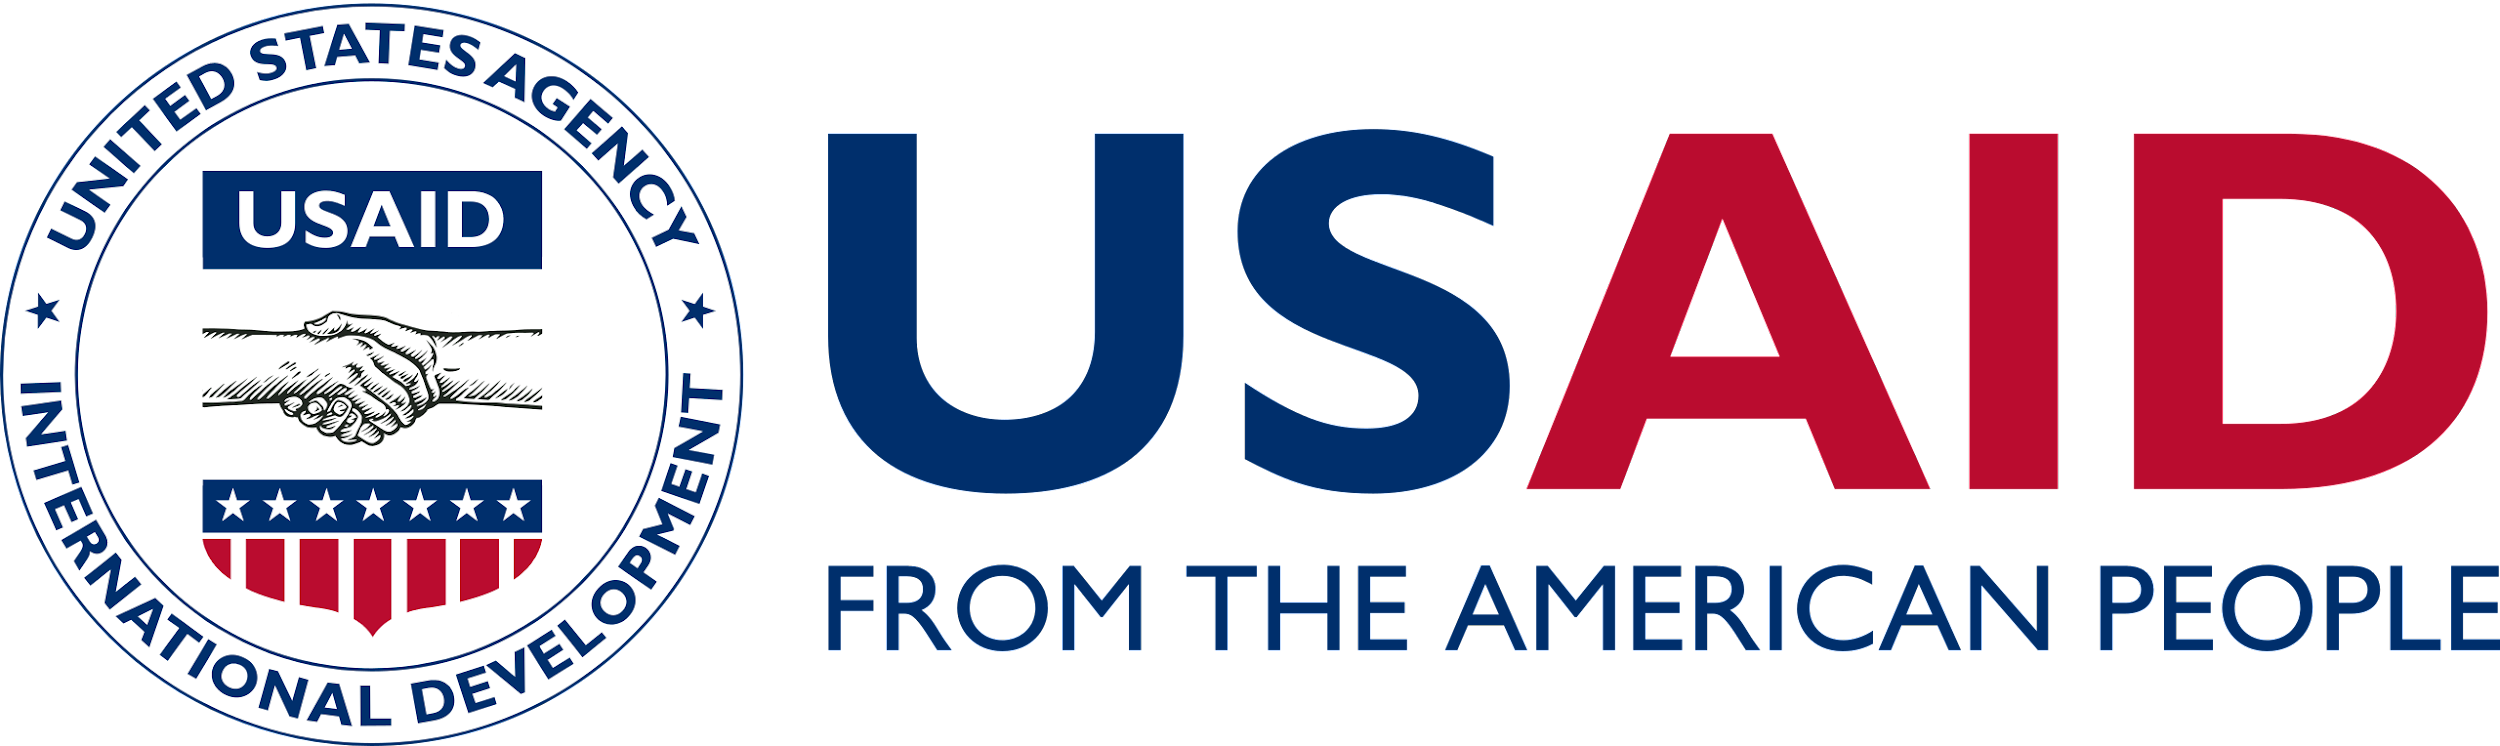 UNITED STATES AGENCY
INTERNATIONAL DEVELOPMENT
USAID
USAID
FROM THE AMERICAN PEOPLE